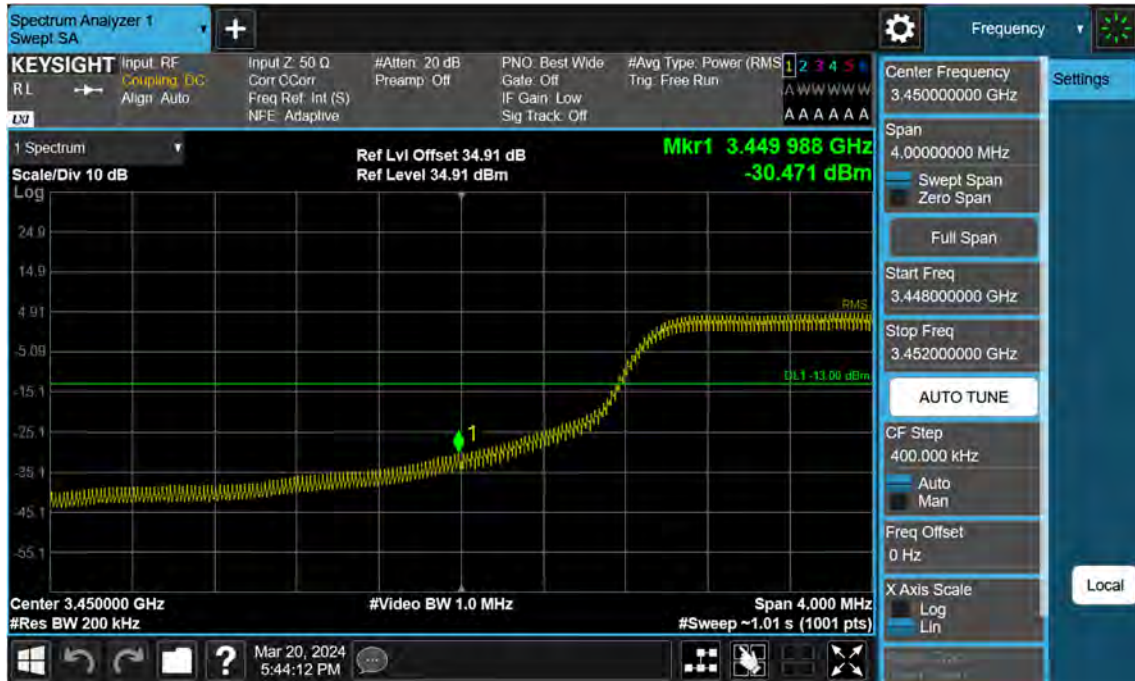 Spectrum Analyzer 1
Swept SA
+
Frequency
KEYSIGHT
RL
LXI
Input: RF
Coupling: DC
Align: Auto
Input Z: 50 Ω
Corr CCorr
Freq Ref: Int (S)
NFE: Adaptive
#Atten: 20 dB
Preamp: Off
PNO: Best Wide
Gate: Off
IF Gain: Low
Sig Track: Off
#Avg Type: Power (RMS
Trig: Free Run
1 2 3 4 5 6
A W W W W W
A A A A A A
1 Spectrum
Scale/Div 10 dB
Ref Lvl Offset 34.91 dB
Ref Level 34.91 dBm
Mkr1 3.449 988 GHz
-30.471 dBm
Log
24.9
14.9
4.91
-5.09
-15.1
-25.1
-35.1
-45.1
-55.1
RMS
DL1 -13.00 dBm
1
Center 3.450000 GHz
#Res BW 200 kHz
#Video BW 1.0 MHz
Span 4.000 MHz
#Sweep ~1.01 s (1001 pts)
Center Frequency
3.450000000 GHz
Settings
Span
4.00000000 MHz
Swept Span
Zero Span
Full Span
Start Freq
3.448000000 GHz
Stop Freq
3.452000000 GHz
AUTO TUNE
CF Step
400.000 kHz
Auto
Man
Freq Offset
0 Hz
X Axis Scale
Log
Lin
Local
?
Mar 20, 2024
5:44:12 PM